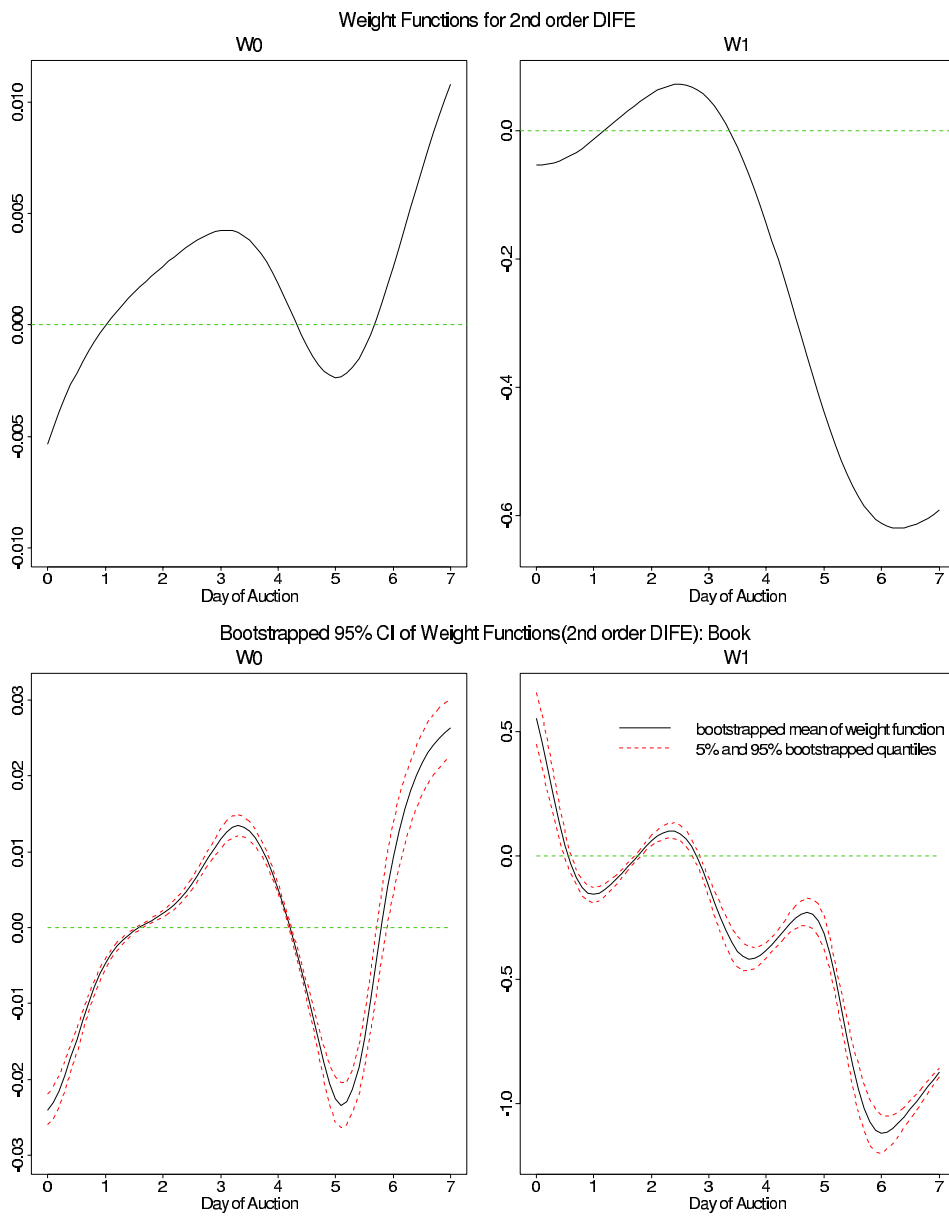 Weight Functions for 2nd order DIFE
W0
W1
0.010
0.005
0.000
-0.005
-0.010
0 1 2 3 4 5 6 7
Day of Auction
0.0
-0.2
-0.4
-0.6
0 1 2 3 4 5 6 7
Day of Auction
Bootstrapped 95% CI of Weight Functions(2nd order DIFE): Book
W0
W1
0.03
0.02
0.01
0.00
-0.01
-0.02
-0.03
0 1 2 3 4 5 6 7
Day of Auction
0.5
0.0
-0.5
-1.0
bootstrapped mean of weight function
5% and 95% bootstrapped quantiles
0 1 2 3 4 5 6 7
Day of Auction